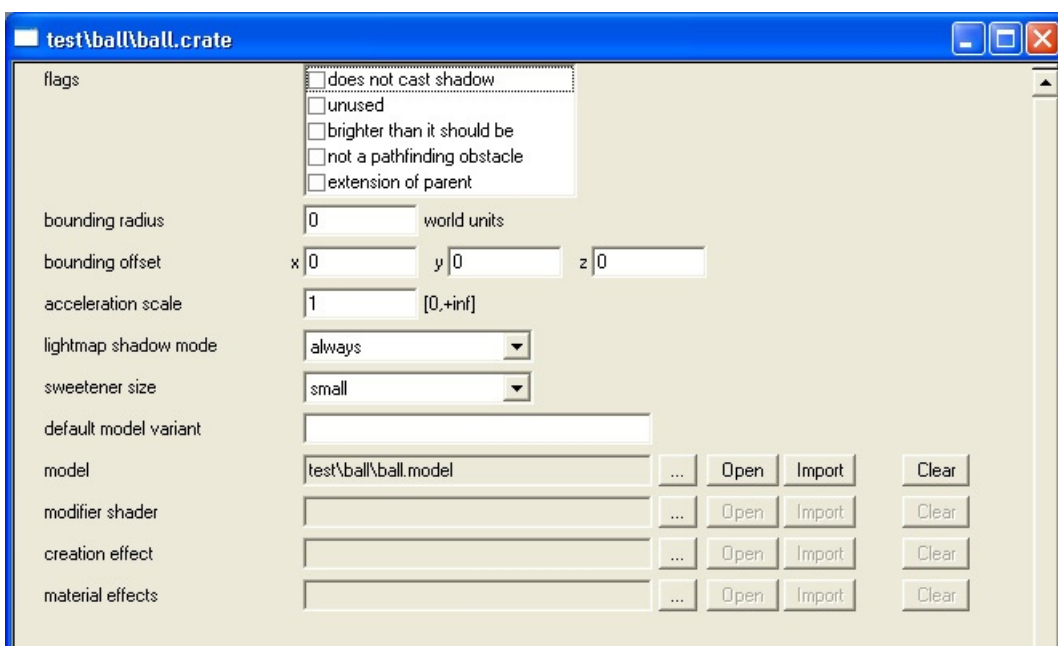 test\ball\ball.crate
flags
does not cast shadow
unused
brighter than it should be
not a pathfinding obstacle
extension of parent
bounding radius 0 world units
bounding offset x 0 y 0 z 0
acceleration scale 1 [0,+inf]
lightmap shadow mode always
sweetener size small
default model variant
model test\ball\ball.model ... Open Import Clear
modifier shader ... Open Import Clear
creation effect ... Open Import Clear
material effects ... Open Import Clear